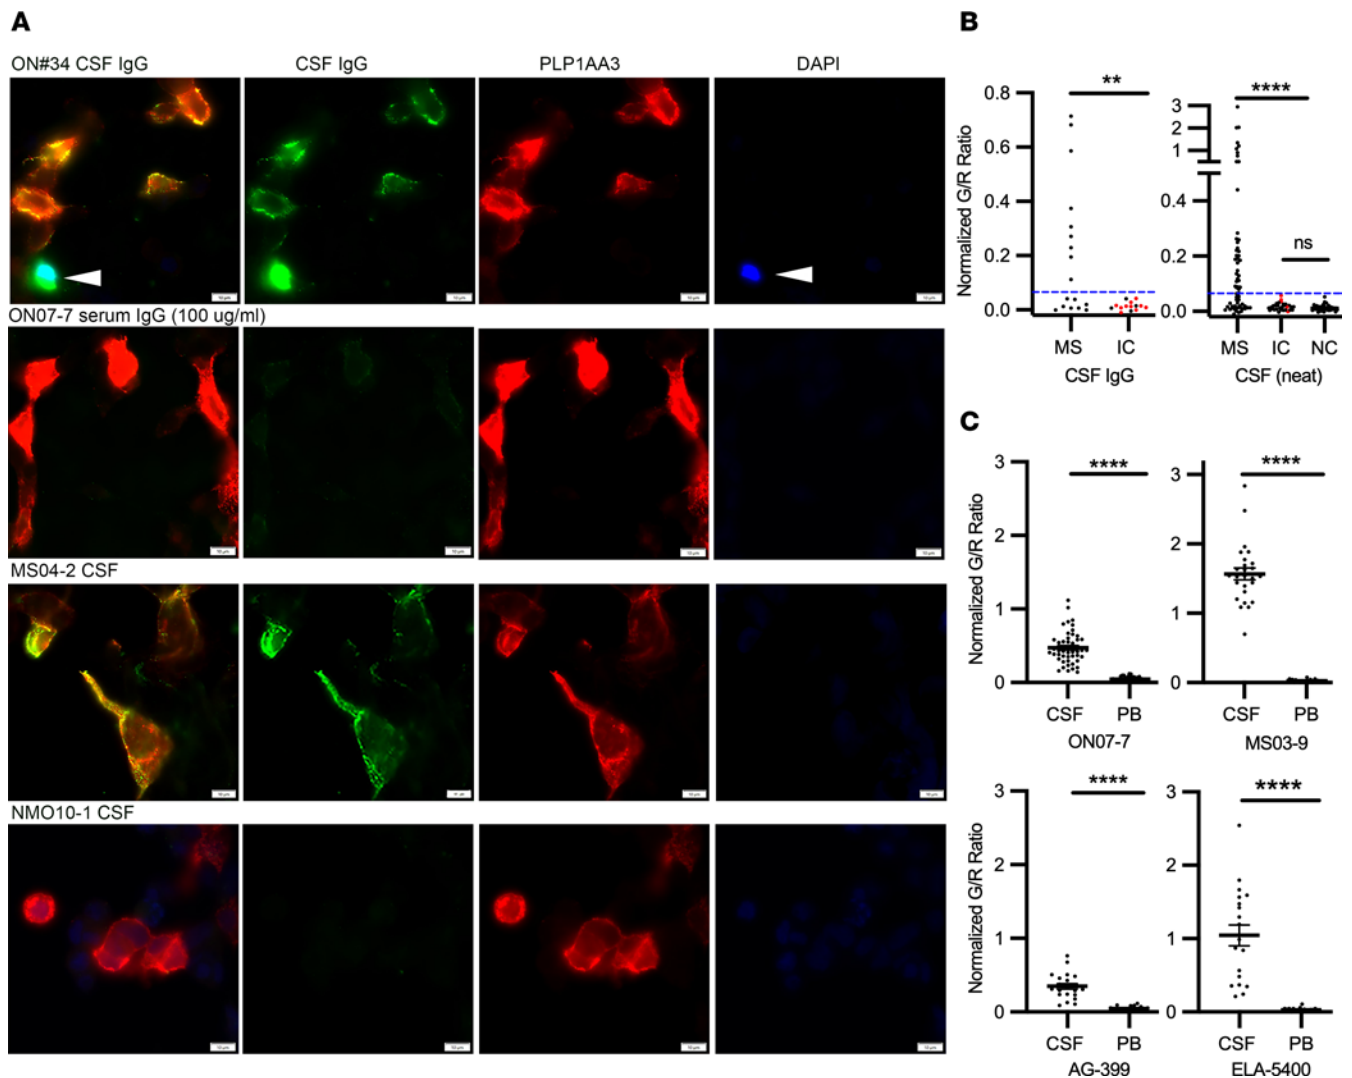 A
ON#34 CSF IgG CSF IgG PLP1AA3 DAPI
ON07-7 serum IgG (100 ug/ml)
MS04-2 CSF
NMO10-1 CSF
B
Normalized G/R Ratio
0.8
0.6
0.4
0.2
0.0
**
MS IC
CSF IgG
3
2
1
0.4
0.2
0.0
****
ns
MS IC NC
CSF (neat)
C
Normalized G/R Ratio
3
2
1
0
****
CSF PB
ON07-7
3
2
1
0
****
CSF PB
MS03-9
Normalized G/R Ratio
3
2
1
0
****
CSF PB
AG-399
3
2
1
0
****
CSF PB
ELA-5400